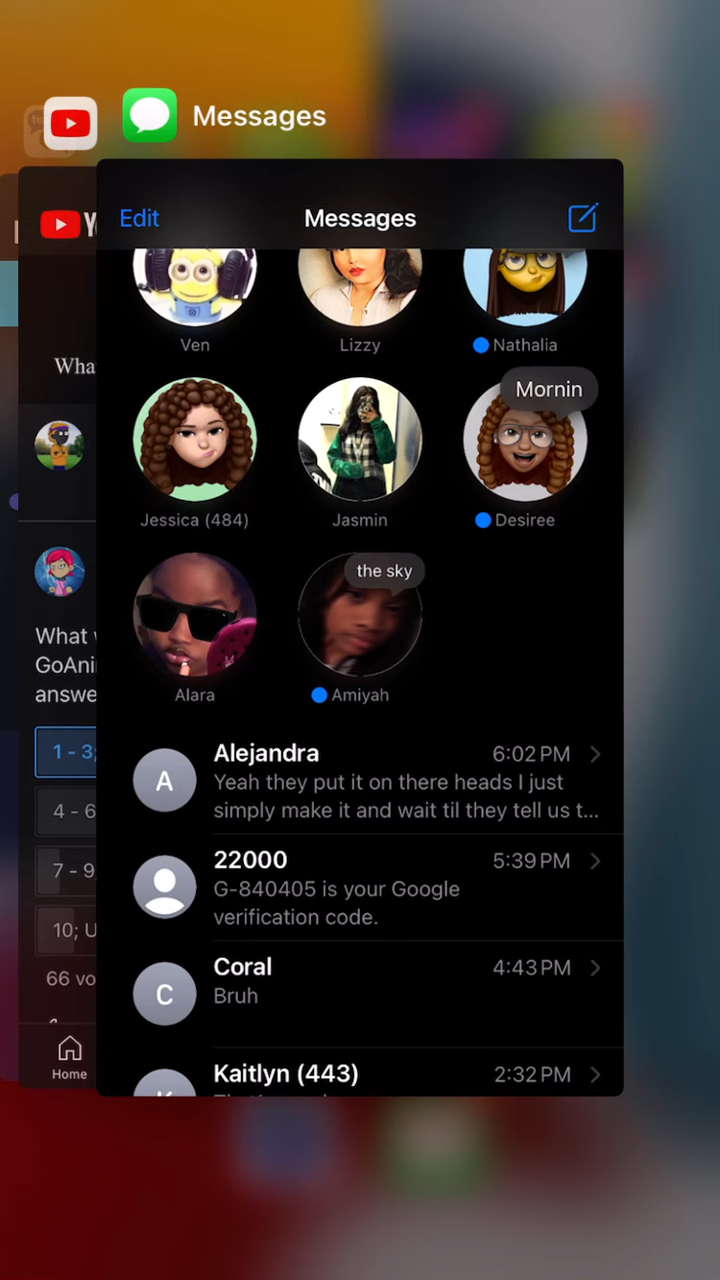 Messages
Edit
Messages
Ven
Lizzy
Nathalia
Mornin
Jessica (484)
Jasmin
Desiree
the sky
Alara
Amiyah
Alejandra
6:02 PM
Yeah they put it on there heads I just
simply make it and wait til they tell us t...
22000
5:39 PM
G-840405 is your Google
verification code.
Coral
4:43 PM
Bruh
Kaitlyn (443)
2:32 PM
What
GoAni
answe
1 - 3;
4 - 6
7 - 9
10; U
66 vo
Home